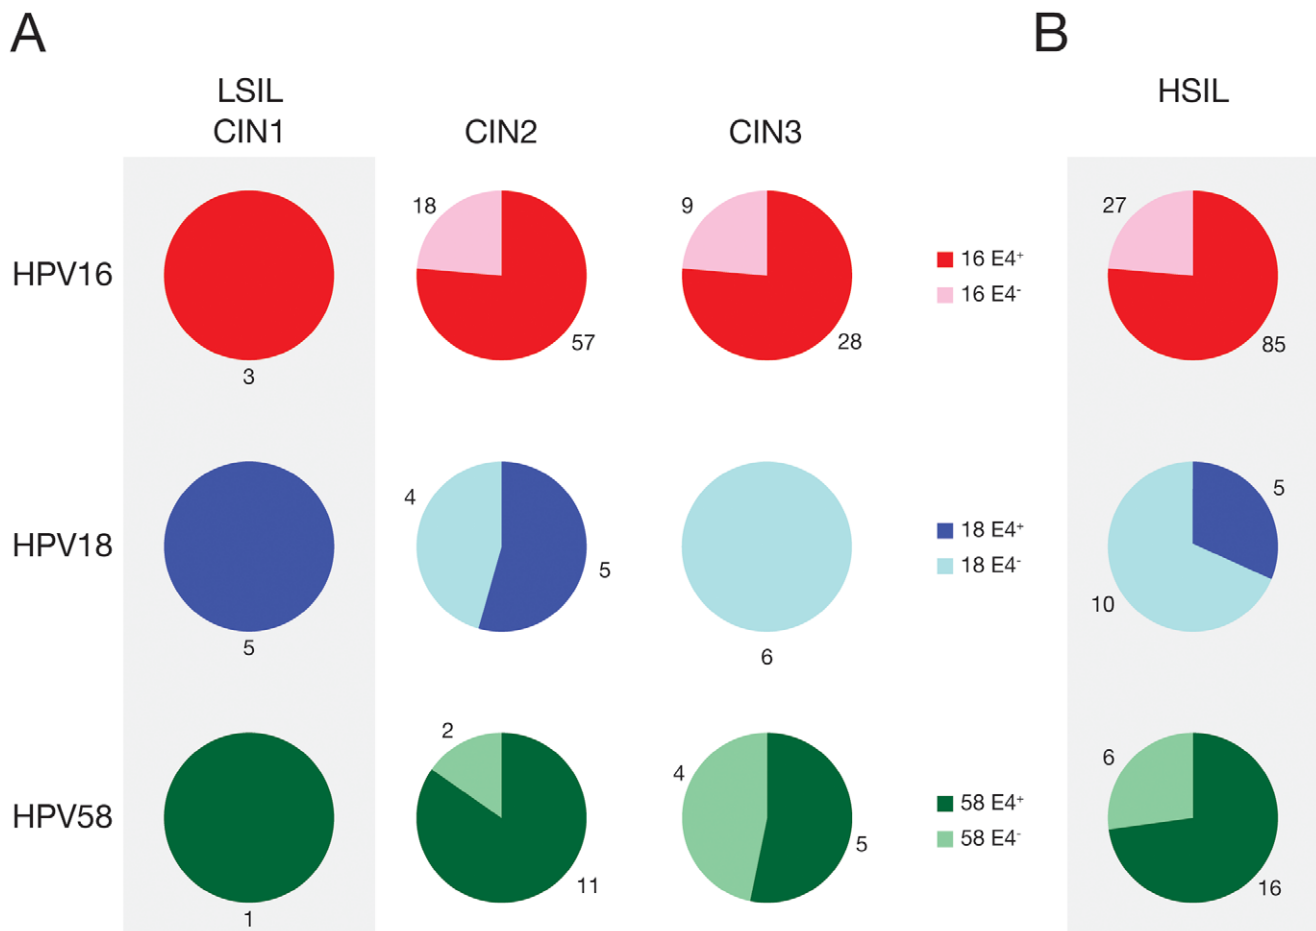 A
B
LSIL
CIN1
CIN2
CIN3
HSIL
HPV16
3
18
57
9
28
16 E4⁺
16 E4⁻
27
85
HPV18
5
4
5
6
18 E4⁺
18 E4⁻
5
10
HPV58
1
2
11
4
5
58 E4⁺
58 E4⁻
6
16